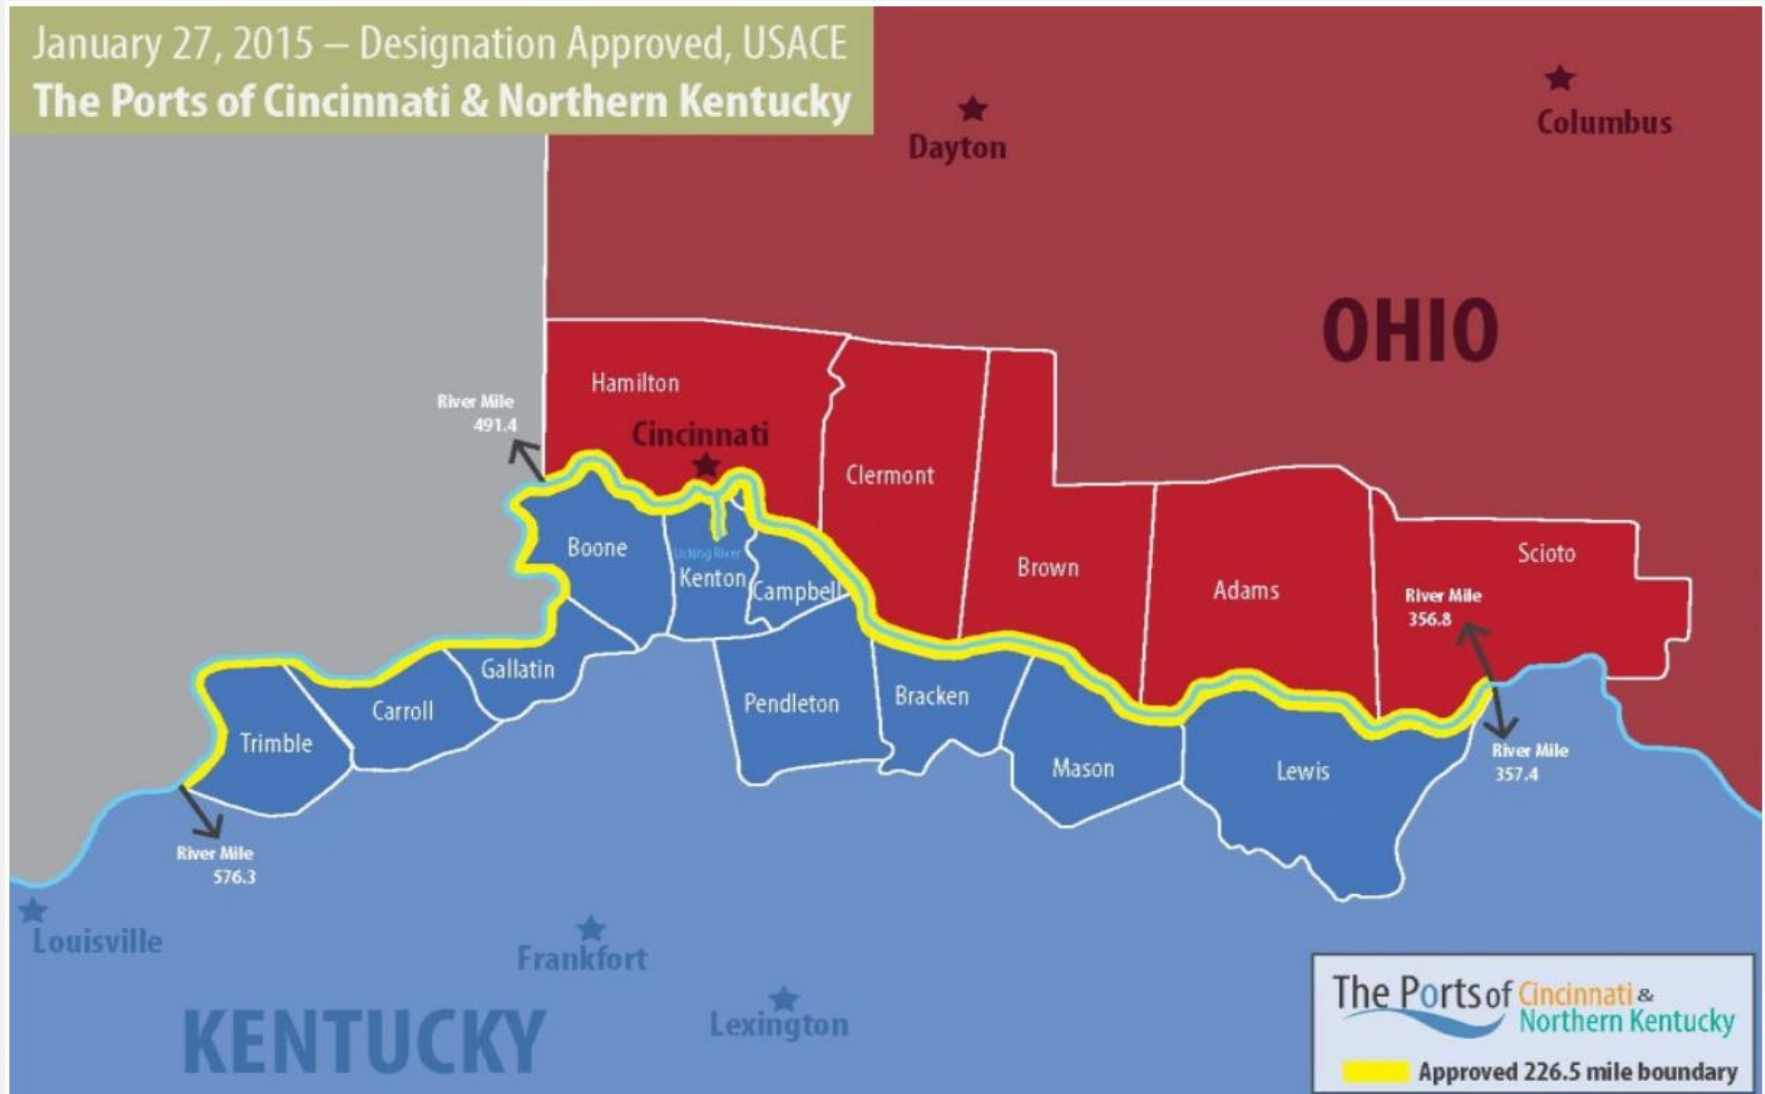 January 27, 2015 – Designation Approved, USACE
The Ports of Cincinnati & Northern Kentucky
Dayton
Columbus
OHIO
Hamilton
River Mile
491.4
Cincinnati
Clermont
Boone
Licking River
Kenton
Campbell
Brown
Adams
Scioto
River Mile
356.8
Gallatin
Carroll
Trimble
Pendleton
Bracken
Mason
Lewis
River Mile
357.4
River Mile
576.3
Louisville
Frankfort
Lexington
KENTUCKY
The Ports of Cincinnati &
Northern Kentucky
Approved 226.5 mile boundary